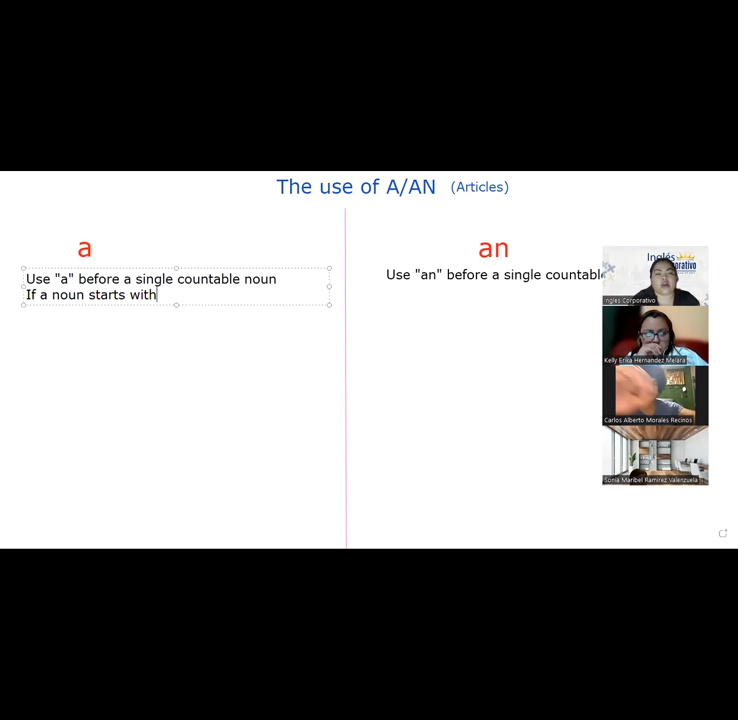 The use of A/AN (Articles)
a
Use "a" before a single countable noun
If a noun starts with
an
Use "an" before a single countable
Inglés
Corporativo
Ingles Corporativo
Kelly Erika Hernandez Melara
Carlos Alberto Morales Recinos
Sonia Maribel Ramirez Valenzuela